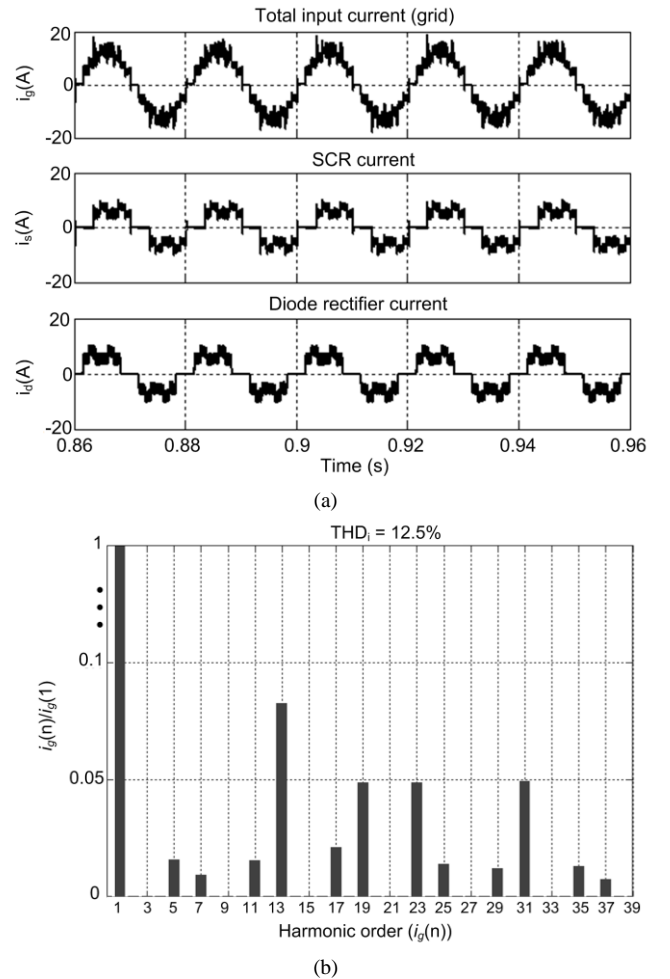 Total input current (grid)
20
0
-20
i_g(A)
SCR current
20
0
-20
i_s(A)
Diode rectifier current
20
0
-20
i_d(A)
0.86 0.88 0.9 0.92 0.94 0.96
Time (s)
(a)
THD_i = 12.5%
1
0.1
0.05
0
i_g(n)/i_g(1)
1 3 5 7 9 11 13 15 17 19 21 23 25 27 29 31 33 35 37 39
Harmonic order (i_g(n))
(b)